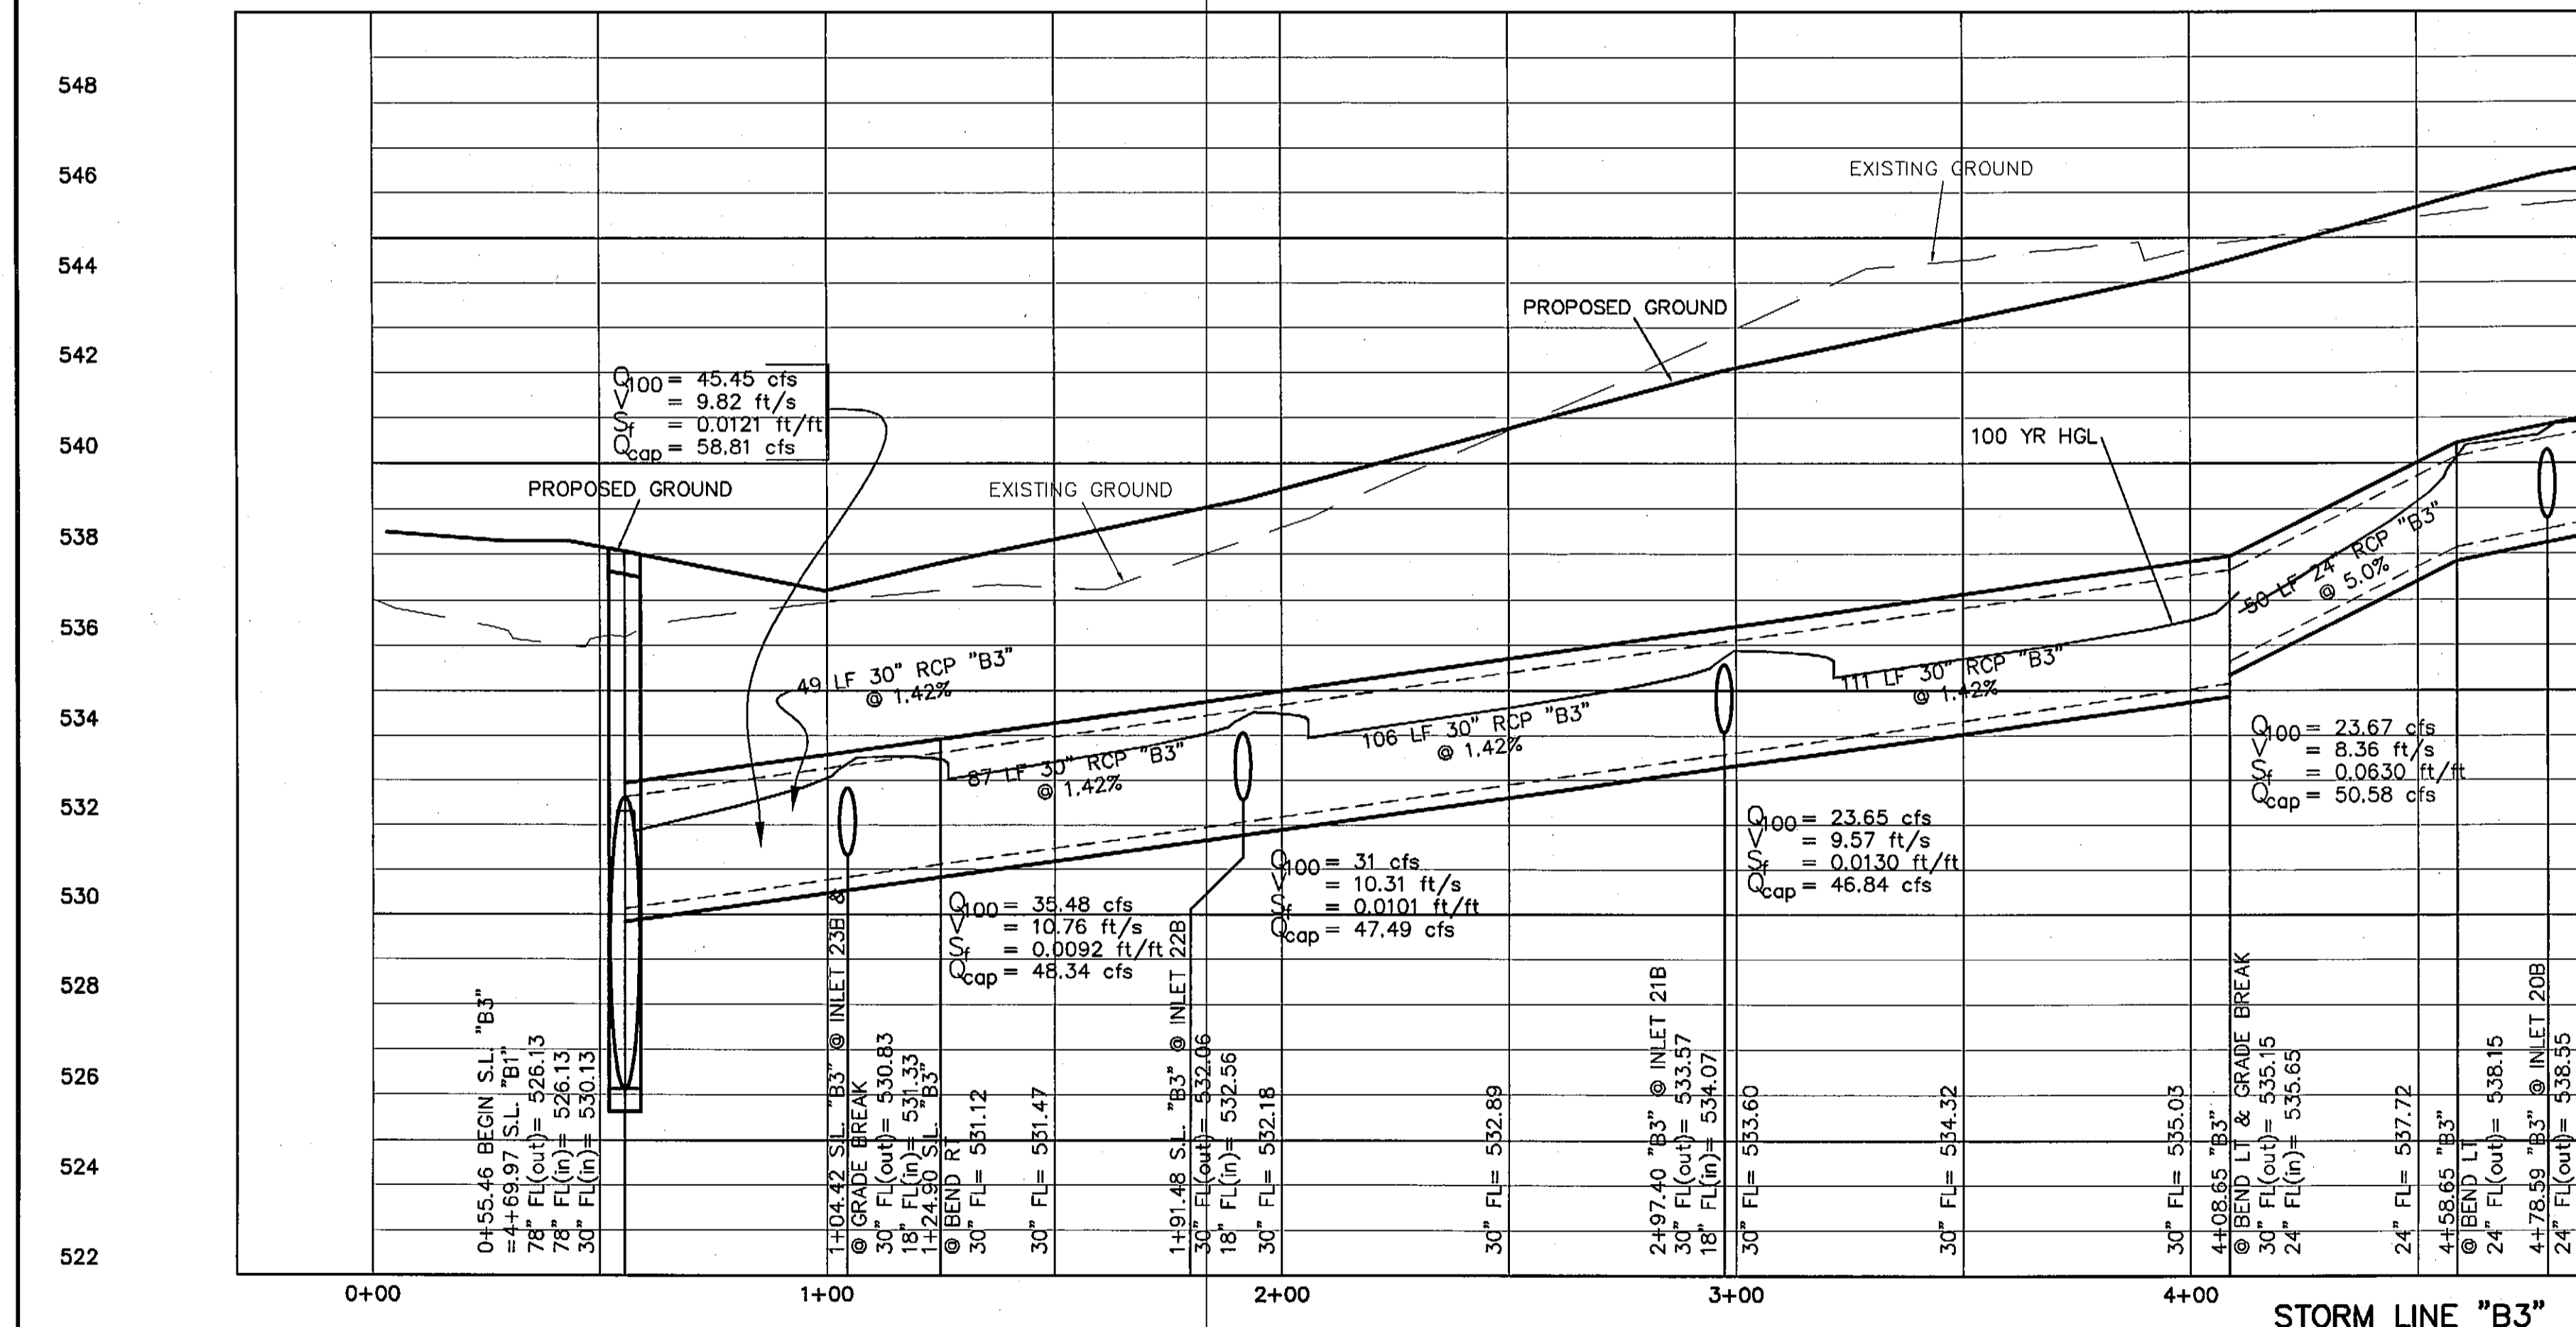 548
546
544
542
540
538
536
534
532
530
528
526
524
522
EXISTING GROUND
PROPOSED GROUND
100 YR HGL
Q100 = 45.45 cfs
V = 9.82 ft/s
Sf = 0.0121 ft/ft
Qcap = 58.81 cfs
PROPOSED GROUND
EXISTING GROUND
49 LF 30" RCP "B3"
@ 1.42%
87 LF 30" RCP "B3"
@ 1.42%
106 LF 30" RCP "B3"
@ 1.42%
111 LF 30" RCP "B3"
@ 1.42%
50 LF 24" RCP "B3"
@ 5.0%
Q100 = 35.48 cfs
V = 10.76 ft/s
Sf = 0.0092 ft/ft
Qcap = 48.34 cfs
Q100 = 31 cfs
V = 10.31 ft/s
Sf = 0.0101 ft/ft
Qcap = 47.49 cfs
Q100 = 23.65 cfs
V = 9.57 ft/s
Sf = 0.0130 ft/ft
Qcap = 46.84 cfs
Q100 = 23.67 cfs
V = 8.36 ft/s
Sf = 0.0630 ft/ft
Qcap = 50.58 cfs
0+55.46 BEGIN S.L. "B3"
=4+69.97 S.L. "B1"
78" FL(out)= 526.13
78" FL(in)= 526.13
30" FL(in)= 530.13
1+04.42 S.L. "B3" @ INLET 23B &
@ GRADE BREAK
30" FL(out)= 530.83
18" FL(in)= 531.33
1+24.90 S.L. "B3"
@ BEND RT
30" FL= 531.12
30" FL= 531.47
1+91.48 S.L. "B3" @ INLET 22B
30" FL(out)= 532.06
18" FL(in)= 532.56
30" FL= 532.18
30" FL= 532.89
2+97.40 "B3" @ INLET 21B
30" FL(out)= 533.57
18" FL(in)= 534.07
30" FL= 533.60
30" FL= 534.32
30" FL= 535.03
4+08.65 "B3"
@ BEND LT & GRADE BREAK
30" FL(out)= 535.15
24" FL(in)= 535.65
24" FL= 537.72
4+58.65 "B3"
@ BEND LT
24" FL(out)= 538.15
4+78.59 "B3" @ INLET 20B
24" FL(out)= 538.55
0+00
1+00
2+00
3+00
4+00
STORM LINE "B3"